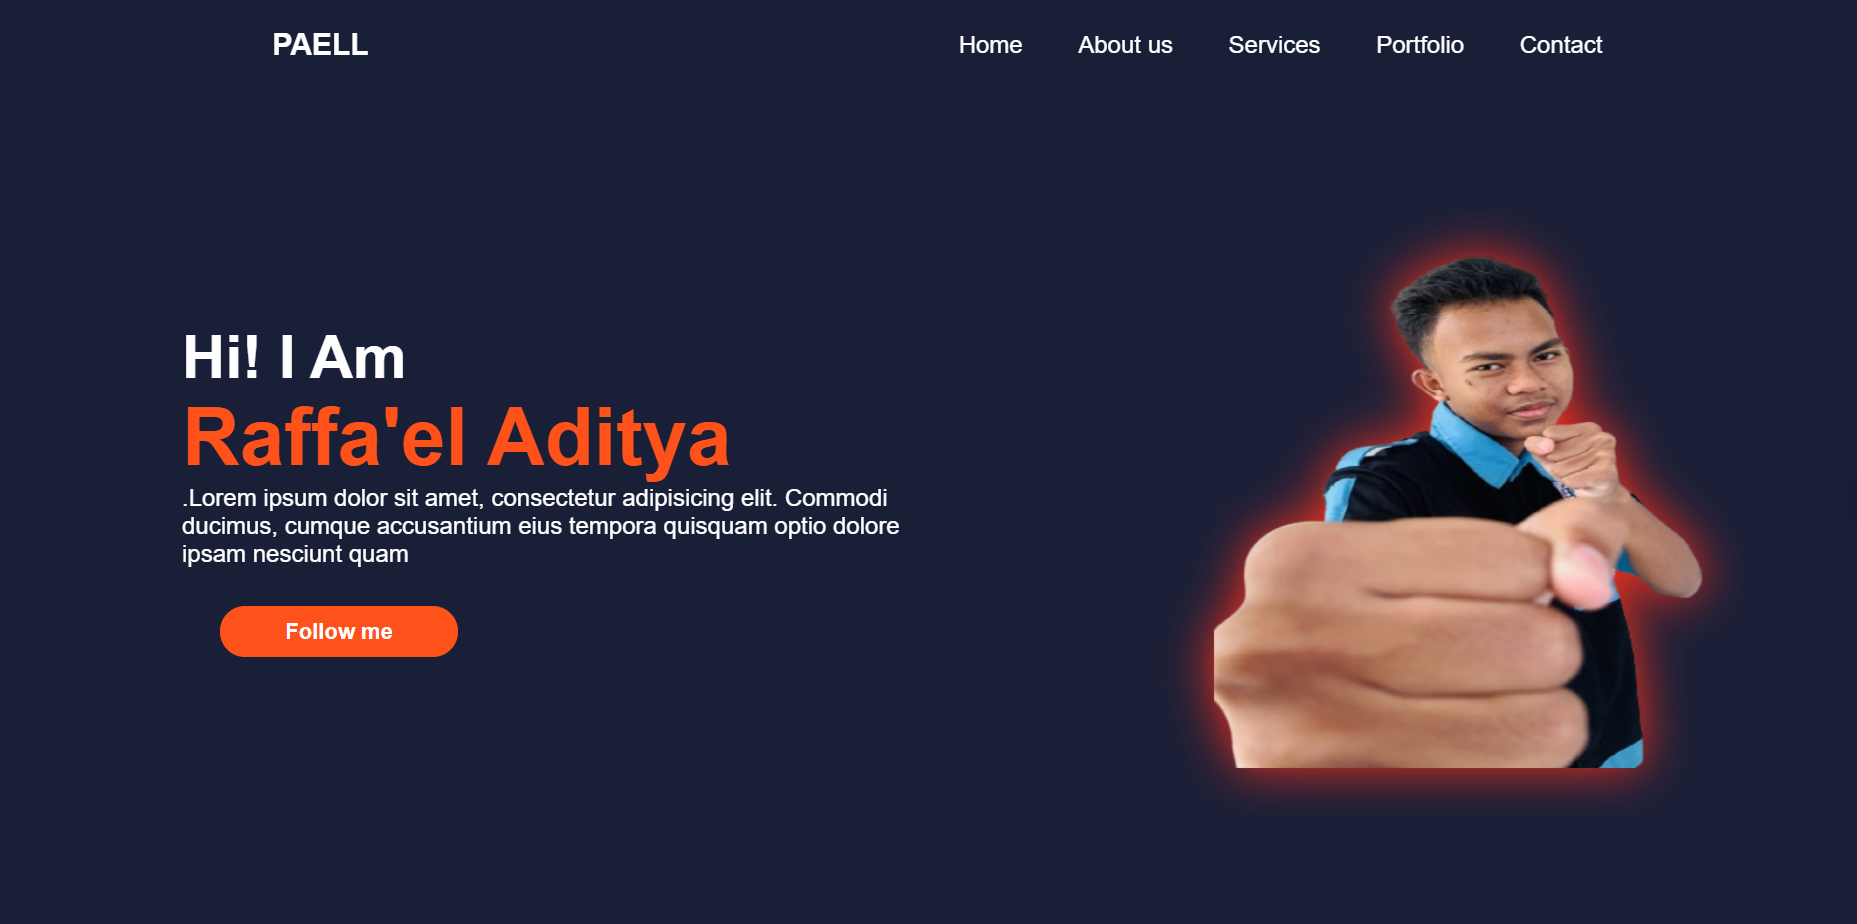 PAELL
Home About us Services Portfolio Contact
Hi! I Am
Raffa'el Aditya
.Lorem ipsum dolor sit amet, consectetur adipisicing elit. Commodi
ducimus, cumque accusantium eius tempora quisquam optio dolore
ipsam nesciunt quam
Follow me